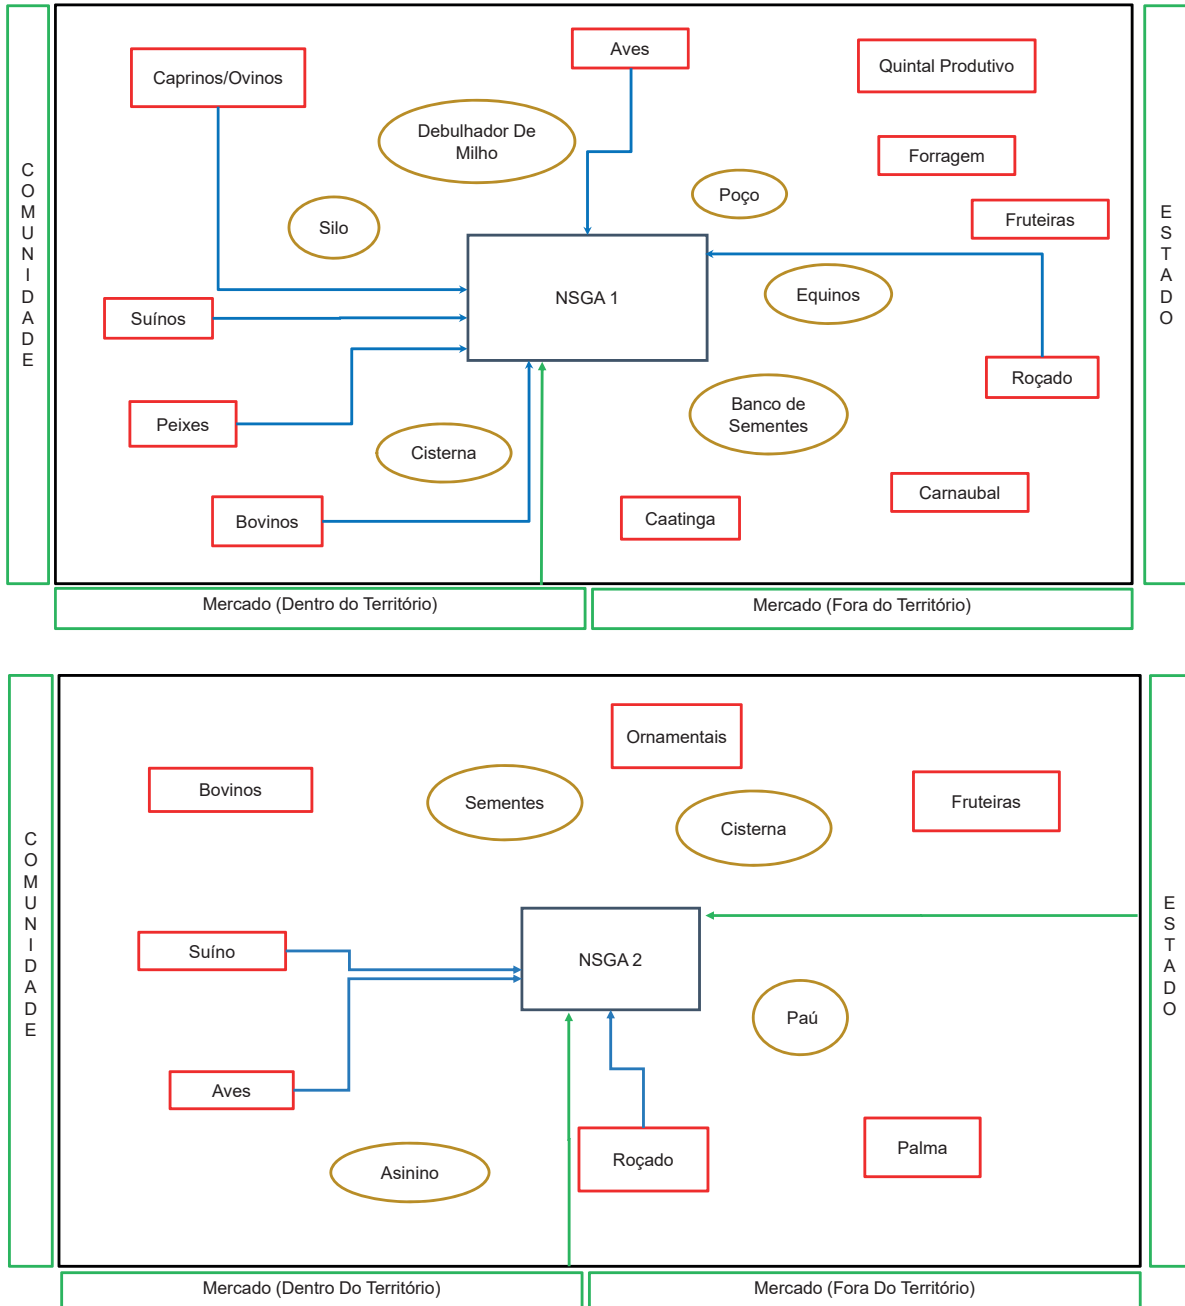 COMUNIDADE
Caprinos/Ovinos
Aves
Quintal Produtivo
Debulhador De
Milho
Forragem
Poço
Silo
Fruteiras
ESTADO
NSGA 1
Equinos
Suínos
Roçado
Peixes
Banco de
Sementes
Cisterna
Carnaubal
Bovinos
Caatinga
Mercado (Dentro do Território)
Mercado (Fora do Território)
COMUNIDADE
Ornamentais
Bovinos
Sementes
Cisterna
Fruteiras
ESTADO
Suíno
NSGA 2
Paú
Aves
Asinino
Roçado
Palma
Mercado (Dentro Do Território)
Mercado (Fora Do Território)